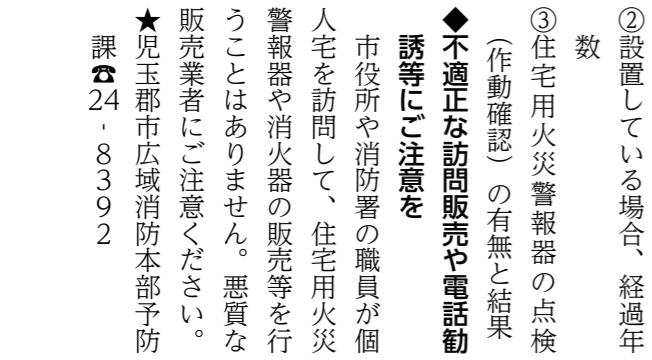 ②設置している場合、経過年
数
③住宅用火災警報器の点検
（作動確認）の有無と結果
◆不適正な訪問販売や電話勧
誘等にご注意を
市役所や消防署の職員が個
人宅を訪問して、住宅用火災
警報器や消火器の販売等を行
うことはありません。悪質な
販売業者にご注意ください。
★児玉郡市広域消防本部予防
課☎24-8392